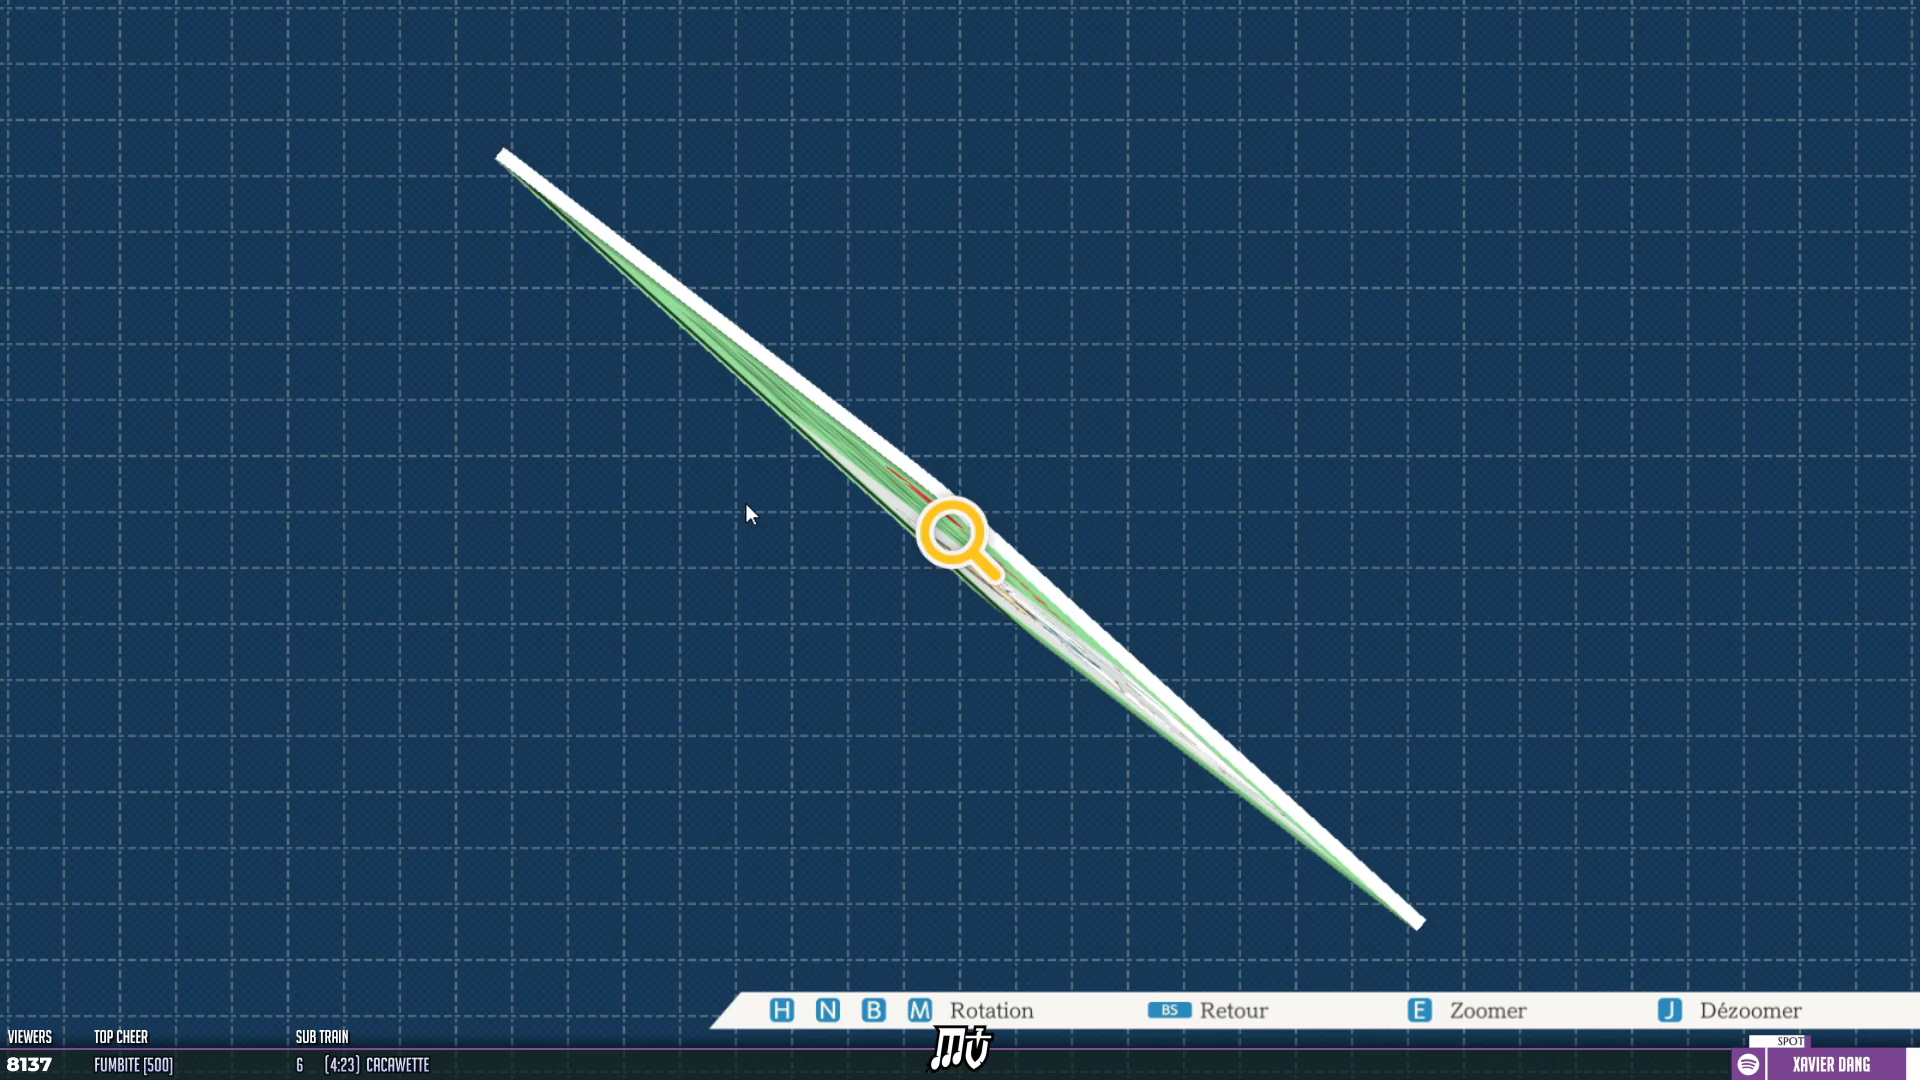 H N B M Rotation BS Retour E Zoomer J Dézoomer
VIEWERS TOP CHEER SUB TRAIN
8137 FUMBITE [500] 6 (4:23) CACAWETTE
MV
SPOT
XAVIER DANG